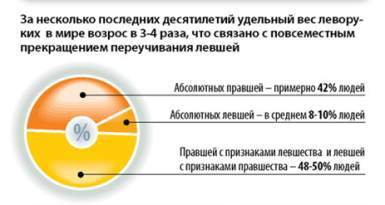 За несколько последних десятилетий удельный вес левору-
ких в мире возрос в 3-4 раза, что связано с повсеместным
прекращением переучивания левшей
Абсолютных правшей – примерно 42% людей
Абсолютных левшей – в среднем 8-10% людей
%
Правшей с признаками левшества и левшей
с признаками правшества – 48-50% людей